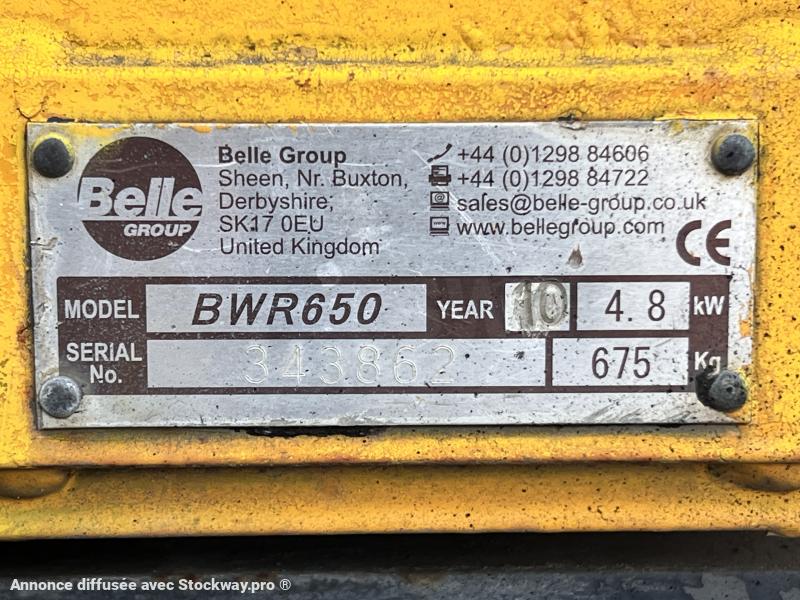 Belle
GROUP
Belle Group
Sheen, Nr. Buxton,
Derbyshire,
SK17 0EU
United Kingdom
+44 (0)1298 84606
+44 (0)1298 84722
sales@belle-group.co.uk
www.bellegroup.com
CE
MODEL BWR650 YEAR 10 4.8 kW
SERIAL No. 343862 675 Kg
Annonce diffusée avec Stockway.pro ®